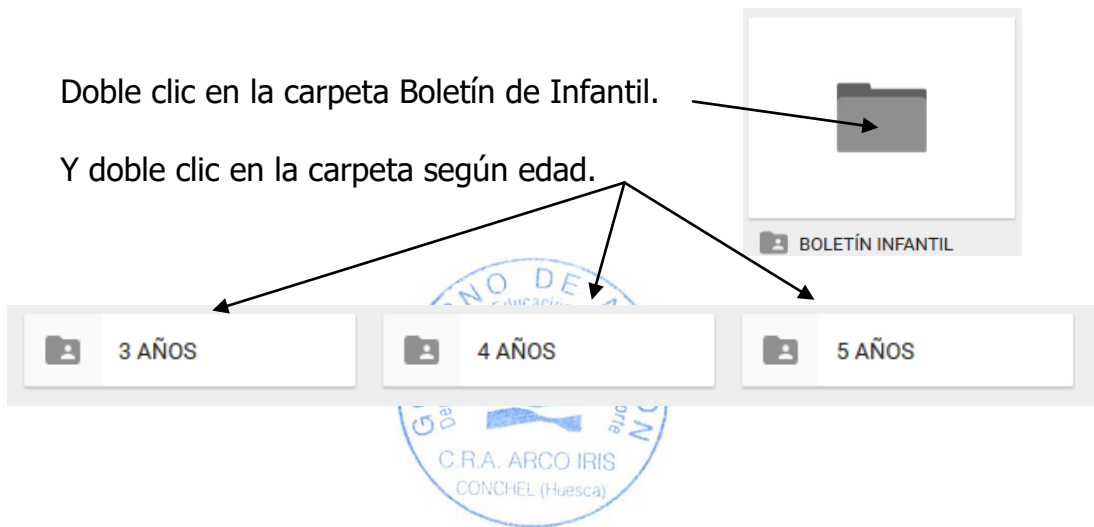 Doble clic en la carpeta Boletín de Infantil.
Y doble clic en la carpeta según edad.
BOLETÍN INFANTIL
3 AÑOS
4 AÑOS
5 AÑOS
C.R.A. ARCO IRIS
CONCHEL (Huesca)